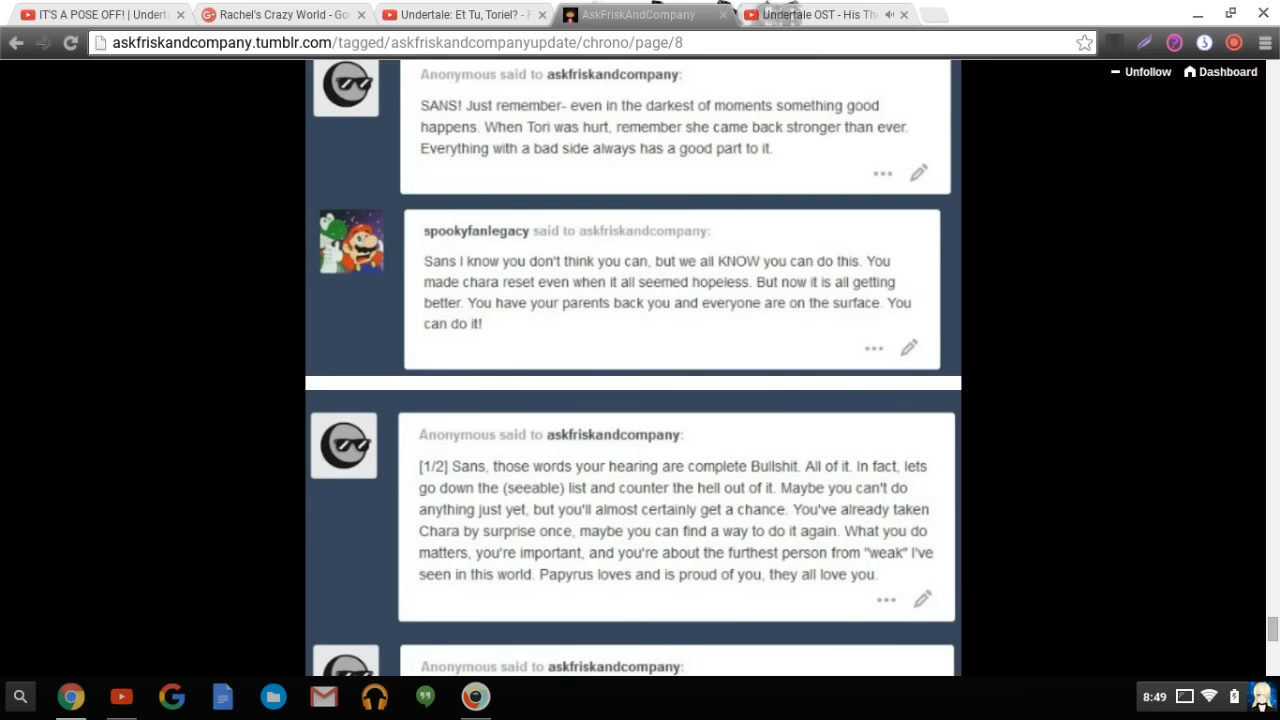 IT'S A POSE OFF! | Undert
Rachel's Crazy World - Go
Undertale: Et Tu, Toriel? - 
AskFriskAndCompany
Undertale OST - His The
askfriskandcompany.tumblr.com/tagged/askfriskandcompanyupdate/chrono/page/8
Unfollow
Dashboard
Anonymous said to askfriskandcompany:
SANS! Just remember- even in the darkest of moments something good
happens. When Tori was hurt, remember she came back stronger than ever.
Everything with a bad side always has a good part to it.
spookyfanlegacy said to askfriskandcompany:
Sans I know you don't think you can, but we all KNOW you can do this. You
made chara reset even when it all seemed hopeless. But now it is all getting
better. You have your parents back you and everyone are on the surface. You
can do it!
Anonymous said to askfriskandcompany:
[1/2] Sans, those words your hearing are complete Bullshit. All of it. In fact, lets
go down the (seeable) list and counter the hell out of it. Maybe you can't do
anything just yet, but you'll almost certainly get a chance. You've already taken
Chara by surprise once, maybe you can find a way to do it again. What you do
matters, you're important, and you're about the furthest person from "weak" I've
seen in this world. Papyrus loves and is proud of you, they all love you.
Anonymous said to askfriskandcompany:
8:49